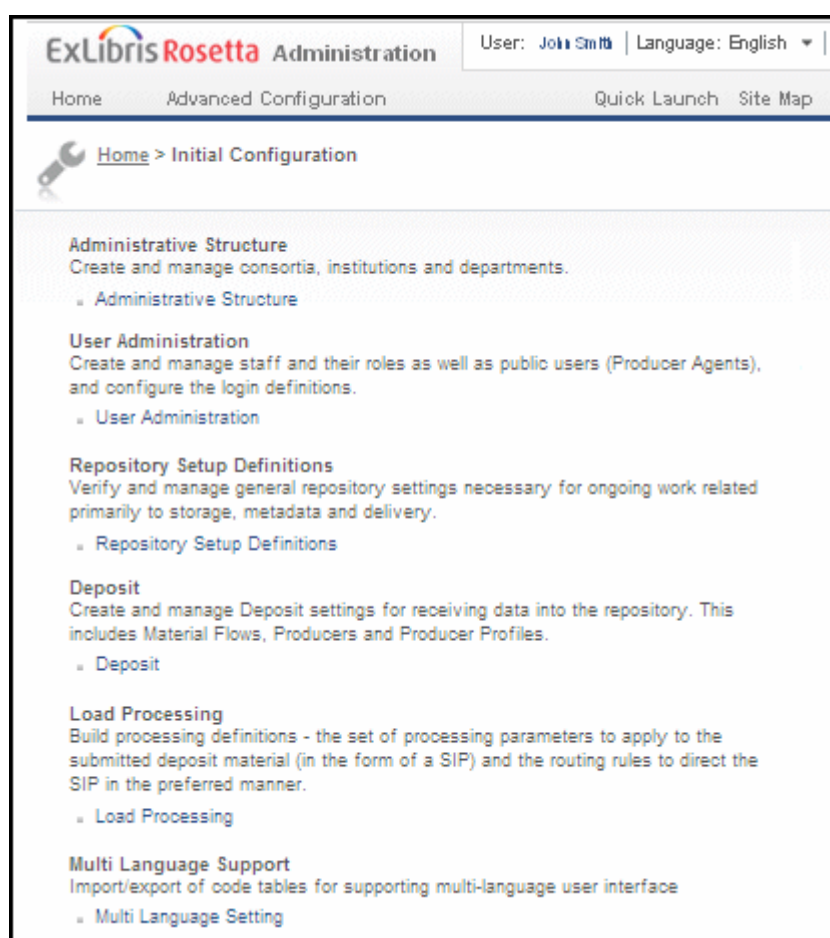 ExLibris Rosetta Administration
User: John Smith | Language: English
Home Advanced Configuration Quick Launch Site Map
Home > Initial Configuration
Administrative Structure
Create and manage consortia, institutions and departments.
Administrative Structure
User Administration
Create and manage staff and their roles as well as public users (Producer Agents),
and configure the login definitions.
User Administration
Repository Setup Definitions
Verify and manage general repository settings necessary for ongoing work related
primarily to storage, metadata and delivery.
Repository Setup Definitions
Deposit
Create and manage Deposit settings for receiving data into the repository. This
includes Material Flows, Producers and Producer Profiles.
Deposit
Load Processing
Build processing definitions - the set of processing parameters to apply to the
submitted deposit material (in the form of a SIP) and the routing rules to direct the
SIP in the preferred manner.
Load Processing
Multi Language Support
Import/export of code tables for supporting multi-language user interface
Multi Language Setting